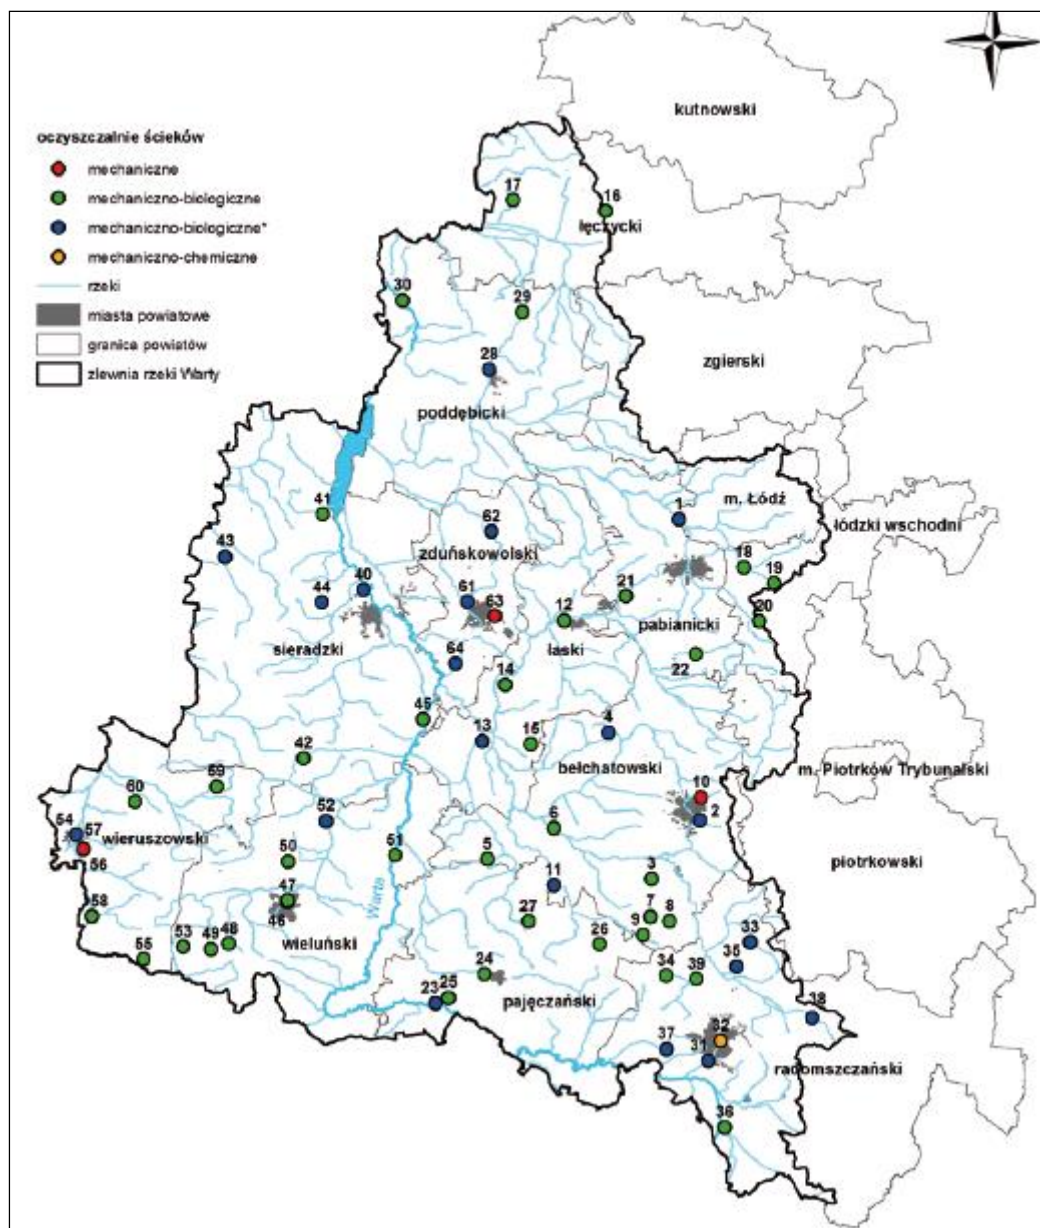 kutnowski
oczyszczalnie ścieków
mechaniczne
mechaniczno-biologiczne
mechaniczno-biologiczne*
mechaniczno-chemiczne
rzeki
miasta powiatowe
granica powiatów
zlewnia rzeki Warty
17
16
łęczycki
30
29
zgierski
28
poddębicki
41
1
m. Łódź
łódzki wschodni
62
43
zduńskowolski
18
19
40
44
61
63
21
12
20
pabianicki
sieradzki
łaski
64
22
14
45
4
13
15
42
bełchatowski
m. Piotrków Trybunalski
59
10
60
52
2
54
57
wieruszowski
6
piotrkowski
56
50
51
5
3
11
47
Warta
58
46
27
7
8
9
33
53
49
48
wieluński
26
55
35
24
34
39
pajęczański
23
25
38
32
37
31
radomszczański
36